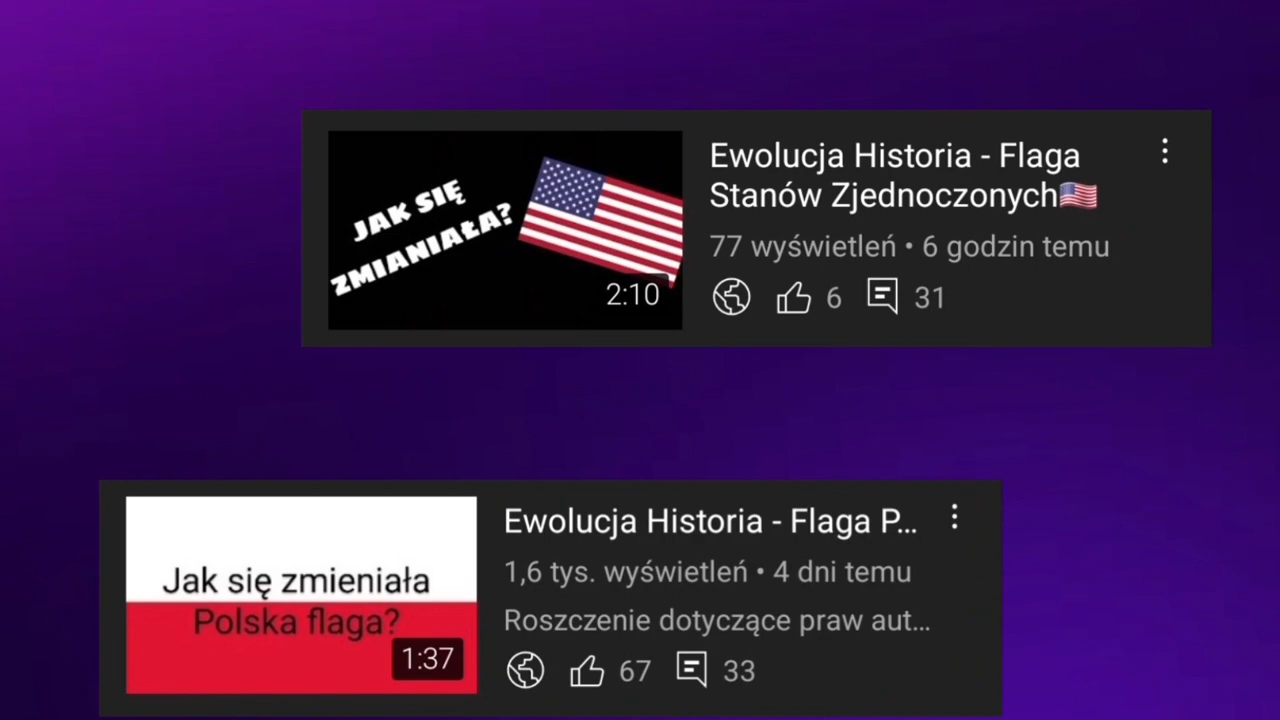 JAK SIĘ
ZMIANIAŁA?
2:10
Ewolucja Historia - Flaga
Stanów Zjednoczonych🇺🇸
77 wyświetleń • 6 godzin temu
6 31
Jak się zmieniała
Polska flaga?
1:37
Ewolucja Historia - Flaga P...
1,6 tys. wyświetleń • 4 dni temu
Roszczenie dotyczące praw aut...
67 33